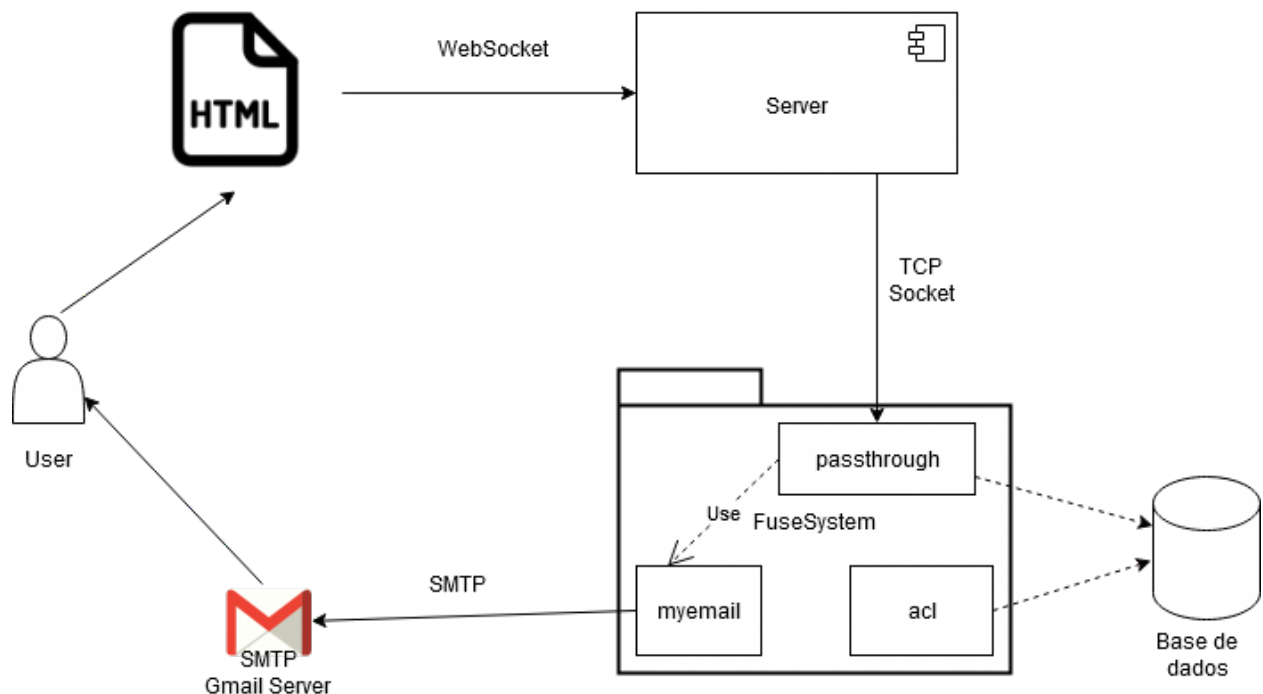 WebSocket
HTML
Server
TCP
Socket
passthrough
Use
FuseSystem
User
SMTP
myemail
acl
SMTP
Gmail Server
Base de
dados